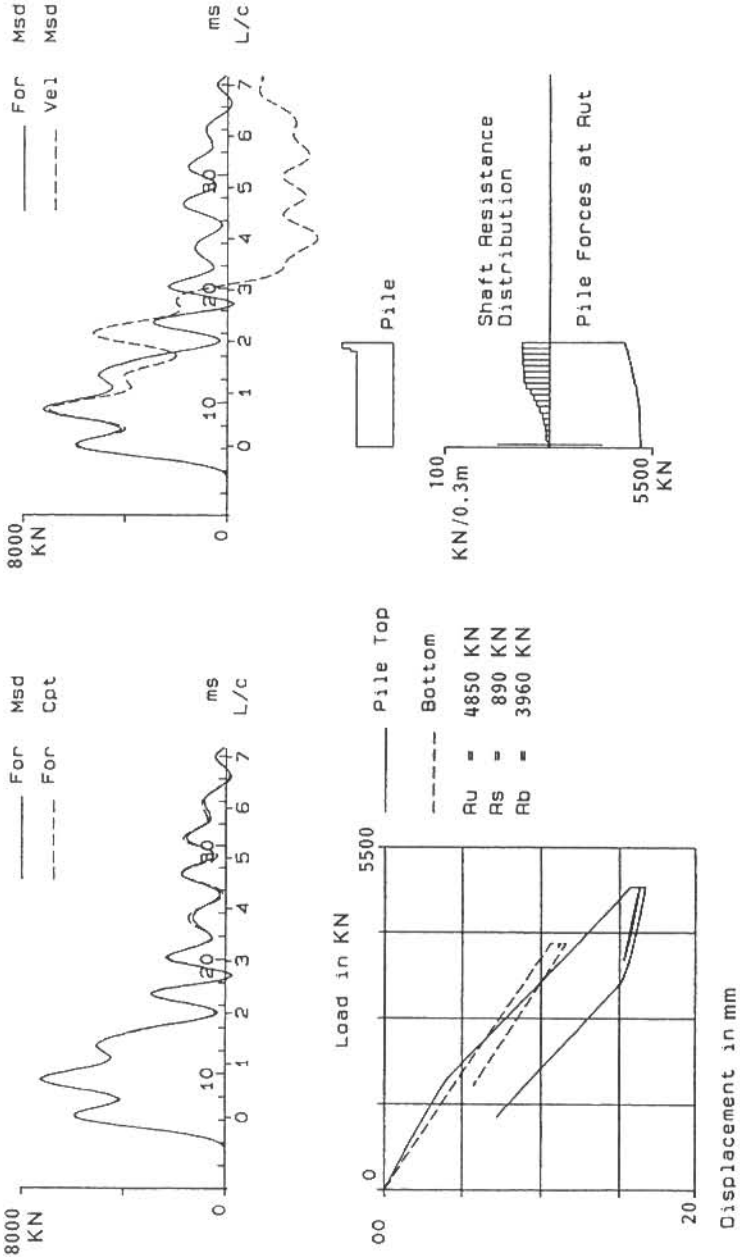 8000
KN
0
For Msd
For Cpt
10
20
30
ms
0 1 2 3 4 5 6 7
L/c
8000
KN
0
For Msd
Vel Msd
10
20
30
ms
0 1 2 3 4 5 6 7
L/c
Load in KN
0
5500
00
20
Displacement in mm
Pile Top
Bottom
Ru = 4850 KN
Rs = 890 KN
Rb = 3960 KN
Pile
100
KN/0.3m
Shaft Resistance
Distribution
Pile Forces at Rut
5500
KN